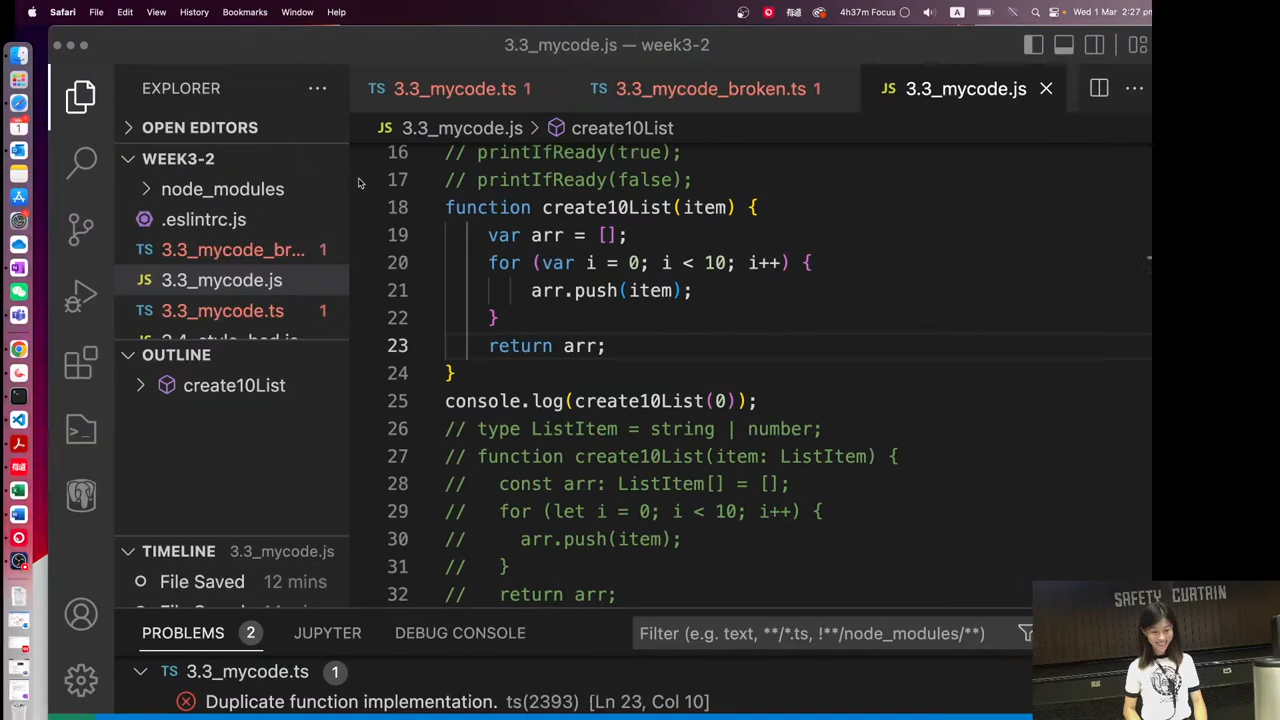 Safari File Edit View History Bookmarks Window Help 4h37m Focus A Wed 1 Mar 2:27 pm
3.3_mycode.js — week3-2
EXPLORER ···
TS 3.3_mycode.ts 1
TS 3.3_mycode_broken.ts 1
JS 3.3_mycode.js
OPEN EDITORS
JS 3.3_mycode.js > create10List
WEEK3-2
node_modules
.eslintrc.js
TS 3.3_mycode_br... 1
JS 3.3_mycode.js
TS 3.3_mycode.ts 1
OUTLINE
create10List
TIMELINE 3.3_mycode.js
File Saved 12 mins
16 // printIfReady(true);
17 // printIfReady(false);
18 function create10List(item) {
19 var arr = [];
20 for (var i = 0; i < 10; i++) {
21 arr.push(item);
22 }
23 return arr;
24 }
25 console.log(create10List(0));
26 // type ListItem = string | number;
27 // function create10List(item: ListItem) {
28 // const arr: ListItem[] = [];
29 // for (let i = 0; i < 10; i++) {
30 // arr.push(item);
31 // }
32 // return arr;
PROBLEMS 2 JUPYTER DEBUG CONSOLE Filter (e.g. text, **/*.ts, !**/node_modules/**)
TS 3.3_mycode.ts 1
Duplicate function implementation. ts(2393) [Ln 23, Col 10]
SAFETY CURTAIN